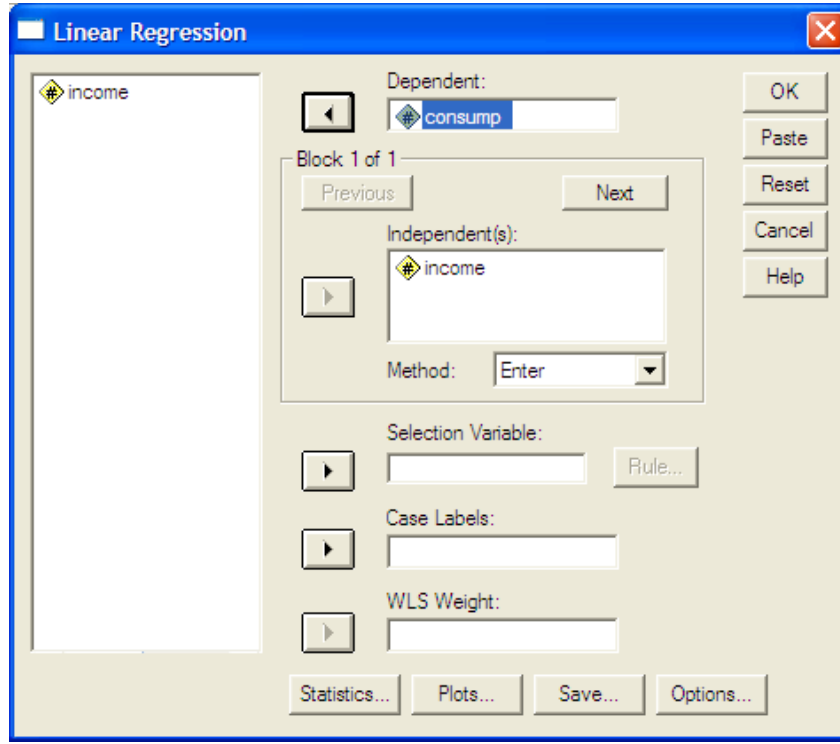 Linear Regression
income
Dependent:
consump
Block 1 of 1
Previous
Next
Independent(s):
income
Method:
Enter
Selection Variable:
Rule...
Case Labels:
WLS Weight:
Statistics...
Plots...
Save...
Options...
OK
Paste
Reset
Cancel
Help